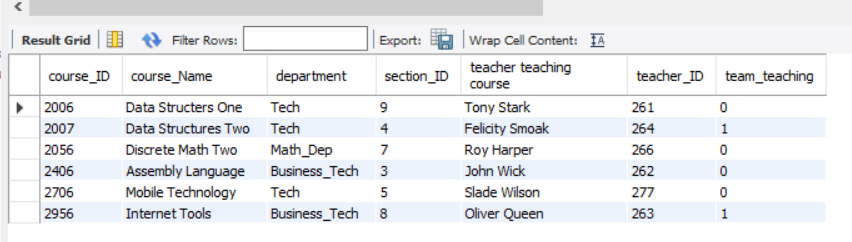 Result Grid Filter Rows: Export: Wrap Cell Content: IA
course_ID course_Name department section_ID teacher teaching course teacher_ID team_teaching
2006 Data Structers One Tech 9 Tony Stark 261 0
2007 Data Structures Two Tech 4 Felicity Smoak 264 1
2056 Discrete Math Two Math_Dep 7 Roy Harper 266 0
2406 Assembly Language Business_Tech 3 John Wick 262 0
2706 Mobile Technology Tech 5 Slade Wilson 277 0
2956 Internet Tools Business_Tech 8 Oliver Queen 263 1